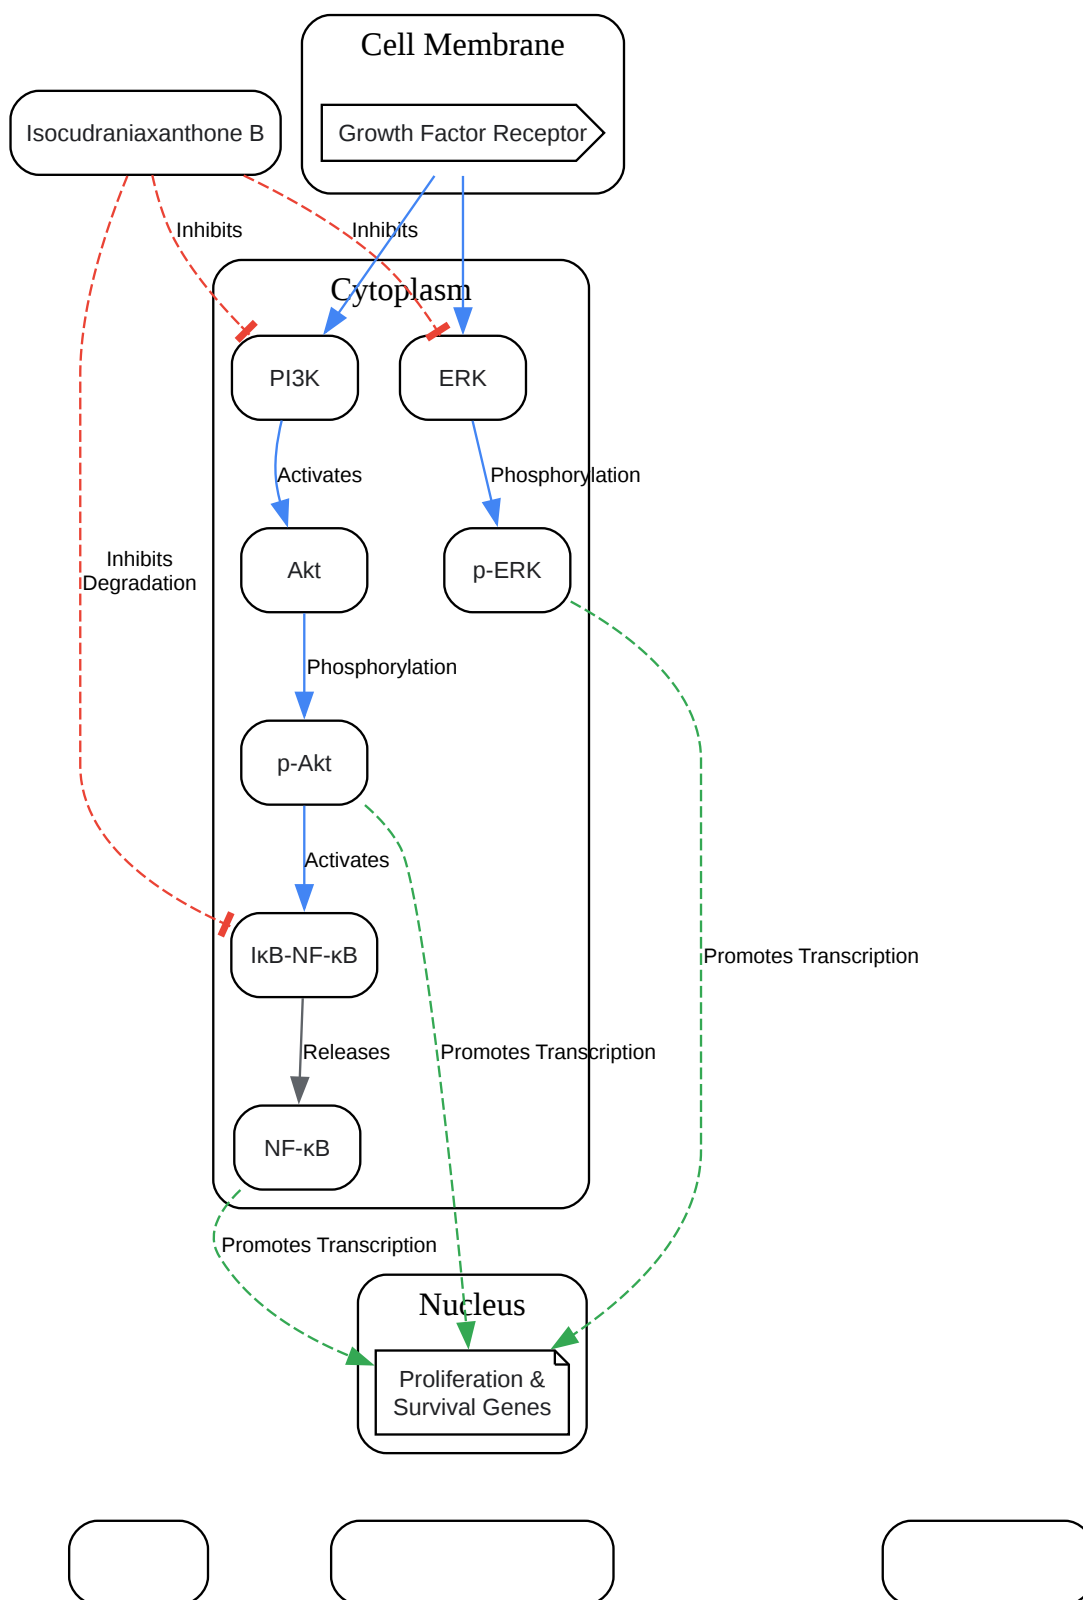 Cell Membrane
Isocudraniaxanthone B
Growth Factor Receptor
Inhibits
Inhibits
Cytoplasm
PI3K
ERK
Activates
Phosphorylation
Inhibits
Degradation
Akt
p-ERK
Phosphorylation
p-Akt
Activates
IκB-NF-κB
Promotes Transcription
Releases
Promotes Transcription
NF-κB
Promotes Transcription
Nucleus
Proliferation &
Survival Genes